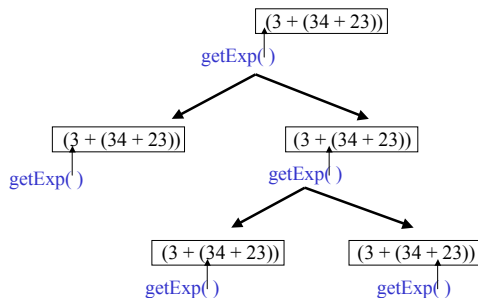 (3 + (34 + 23))
getExp( )
(3 + (34 + 23))
(3 + (34 + 23))
getExp( )
getExp( )
(3 + (34 + 23))
(3 + (34 + 23))
getExp( )
getExp( )